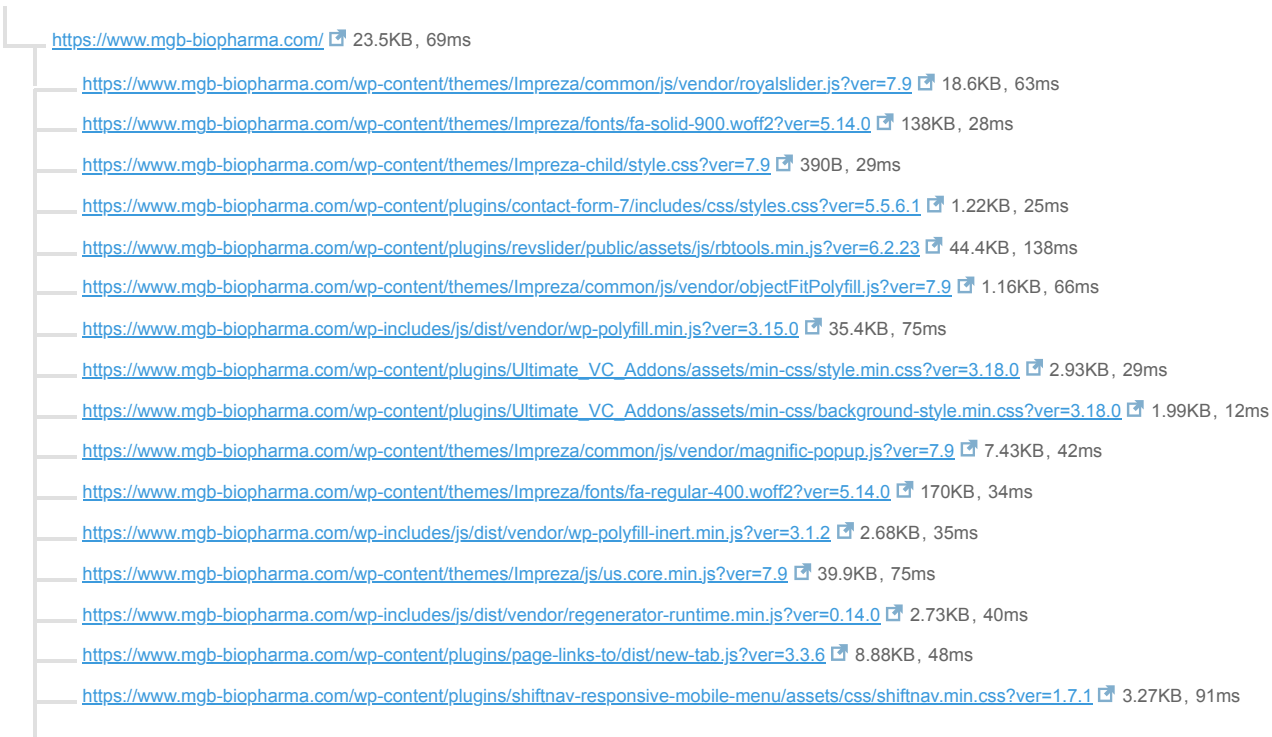 https://www.mgb-biopharma.com/ 23.5KB, 69ms
https://www.mgb-biopharma.com/wp-content/themes/Impreza/common/js/vendor/royalslider.js?ver=7.9 18.6KB, 63ms
https://www.mgb-biopharma.com/wp-content/themes/Impreza/fonts/fa-solid-900.woff2?ver=5.14.0 138KB, 28ms
https://www.mgb-biopharma.com/wp-content/themes/Impreza-child/style.css?ver=7.9 390B, 29ms
https://www.mgb-biopharma.com/wp-content/plugins/contact-form-7/includes/css/styles.css?ver=5.5.6.1 1.22KB, 25ms
https://www.mgb-biopharma.com/wp-content/plugins/revslider/public/assets/js/rbtools.min.js?ver=6.2.23 44.4KB, 138ms
https://www.mgb-biopharma.com/wp-content/themes/Impreza/common/js/vendor/objectFitPolyfill.js?ver=7.9 1.16KB, 66ms
https://www.mgb-biopharma.com/wp-includes/js/dist/vendor/wp-polyfill.min.js?ver=3.15.0 35.4KB, 75ms
https://www.mgb-biopharma.com/wp-content/plugins/Ultimate_VC_Addons/assets/min-css/style.min.css?ver=3.18.0 2.93KB, 29ms
https://www.mgb-biopharma.com/wp-content/plugins/Ultimate_VC_Addons/assets/min-css/background-style.min.css?ver=3.18.0 1.99KB, 12ms
https://www.mgb-biopharma.com/wp-content/themes/Impreza/common/js/vendor/magnific-popup.js?ver=7.9 7.43KB, 42ms
https://www.mgb-biopharma.com/wp-content/themes/Impreza/fonts/fa-regular-400.woff2?ver=5.14.0 170KB, 34ms
https://www.mgb-biopharma.com/wp-includes/js/dist/vendor/wp-polyfill-inert.min.js?ver=3.1.2 2.68KB, 35ms
https://www.mgb-biopharma.com/wp-content/themes/Impreza/js/us.core.min.js?ver=7.9 39.9KB, 75ms
https://www.mgb-biopharma.com/wp-includes/js/dist/vendor/regenerator-runtime.min.js?ver=0.14.0 2.73KB, 40ms
https://www.mgb-biopharma.com/wp-content/plugins/page-links-to/dist/new-tab.js?ver=3.3.6 8.88KB, 48ms
https://www.mgb-biopharma.com/wp-content/plugins/shiftnav-responsive-mobile-menu/assets/css/shiftnav.min.css?ver=1.7.1 3.27KB, 91ms